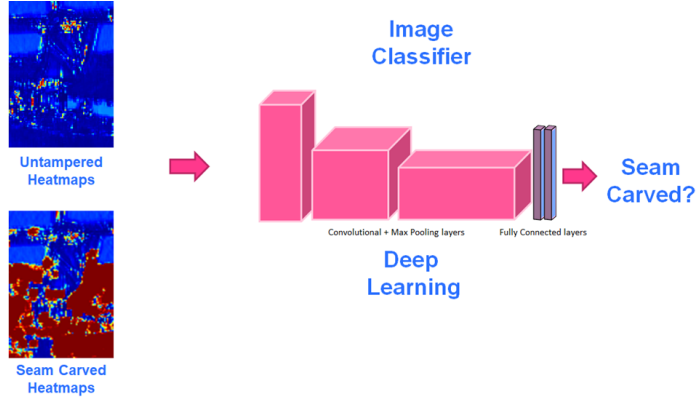 Image
Classifier
Untampered
Heatmaps
Seam
Carved?
Convolutional + Max Pooling layers
Fully Connected layers
Deep
Learning
Seam Carved
Heatmaps